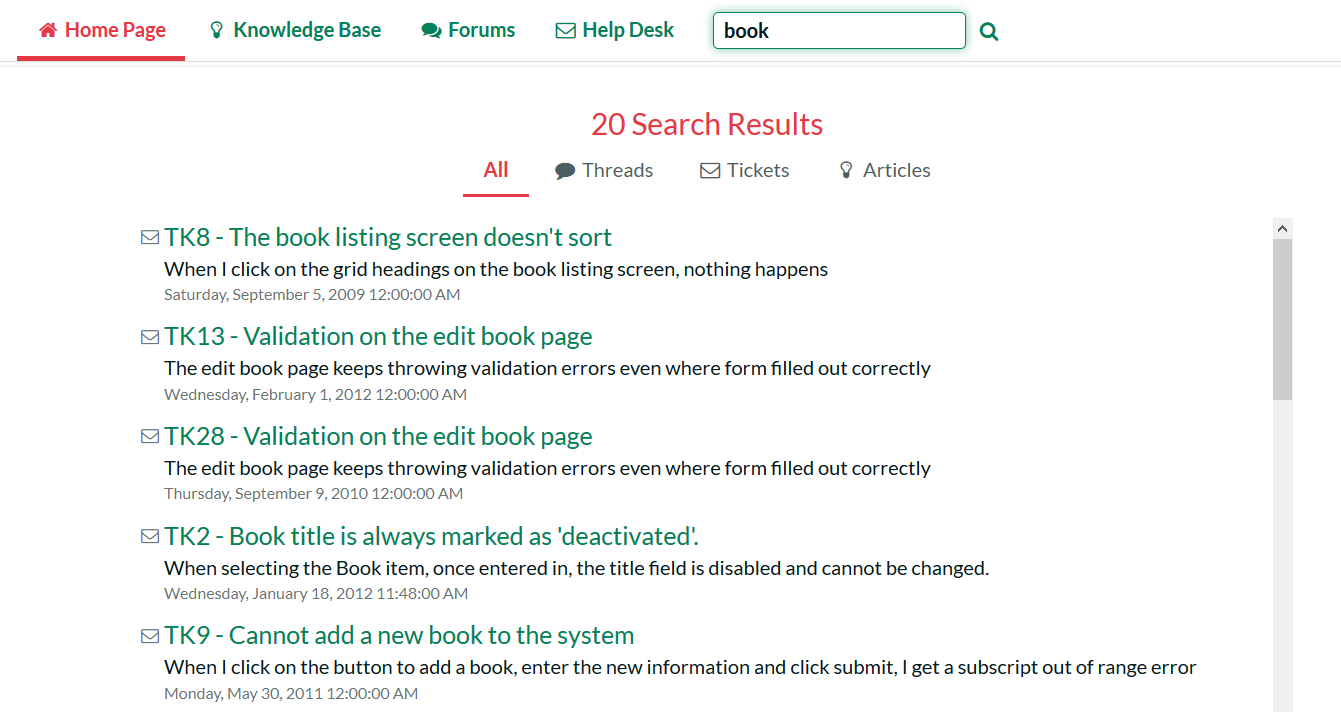 Home Page Knowledge Base Forums Help Desk book
20 Search Results
All Threads Tickets Articles
TK8 - The book listing screen doesn't sort
When I click on the grid headings on the book listing screen, nothing happens
Saturday, September 5, 2009 12:00:00 AM
TK13 - Validation on the edit book page
The edit book page keeps throwing validation errors even where form filled out correctly
Wednesday, February 1, 2012 12:00:00 AM
TK28 - Validation on the edit book page
The edit book page keeps throwing validation errors even where form filled out correctly
Thursday, September 9, 2010 12:00:00 AM
TK2 - Book title is always marked as 'deactivated'.
When selecting the Book item, once entered in, the title field is disabled and cannot be changed.
Wednesday, January 18, 2012 11:48:00 AM
TK9 - Cannot add a new book to the system
When I click on the button to add a book, enter the new information and click submit, I get a subscript out of range error
Monday, May 30, 2011 12:00:00 AM